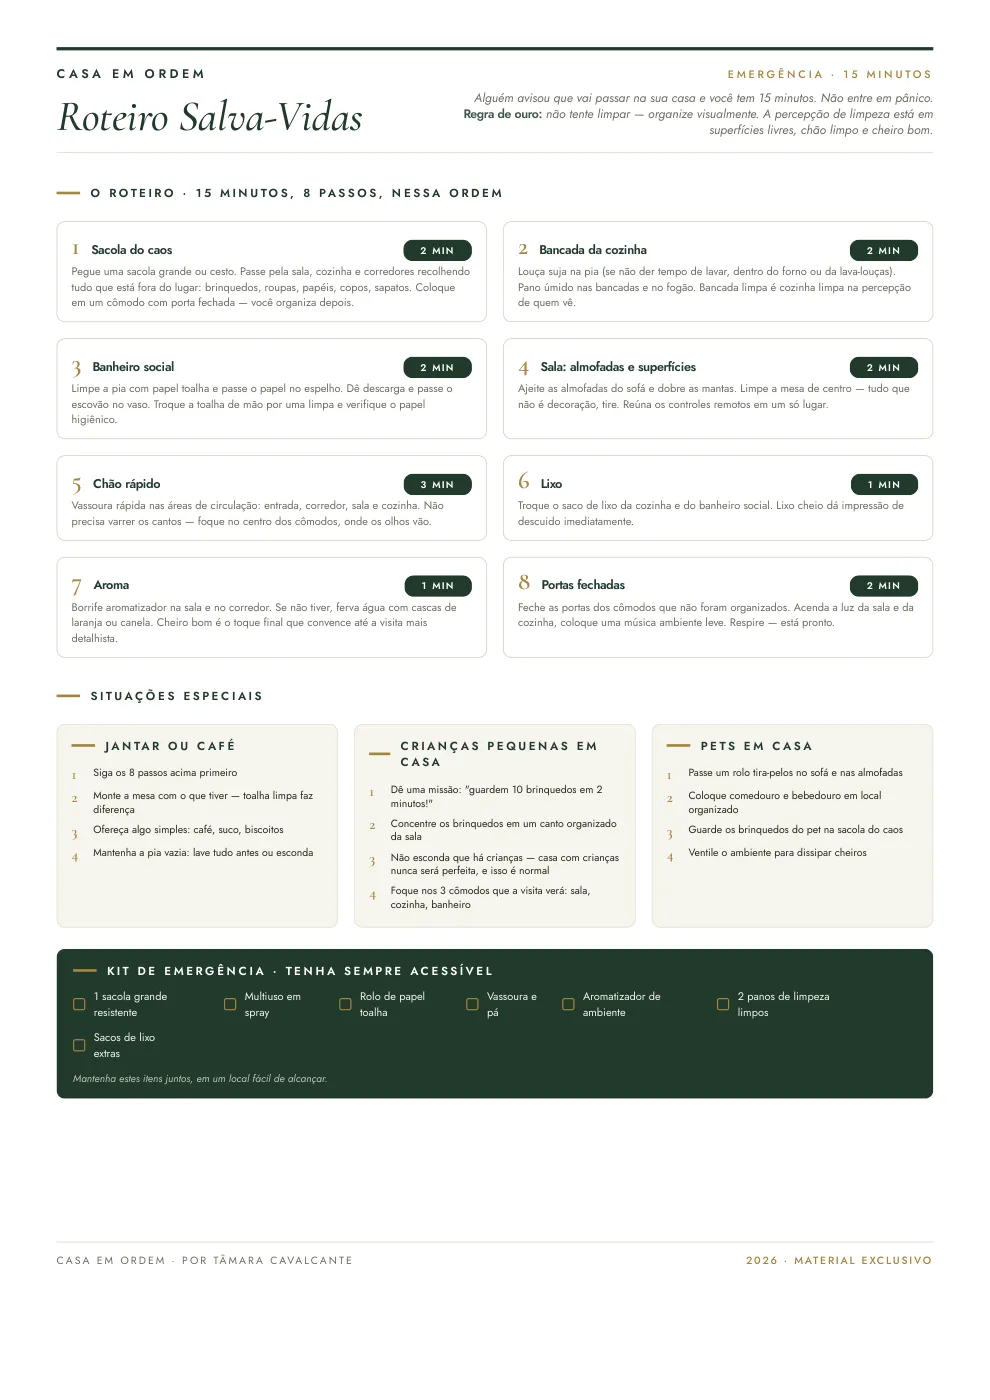 CASA EM ORDEM
EMERGÊNCIA · 15 MINUTOS
Roteiro Salva-Vidas
Alguém avisou que vai passar na sua casa e você tem 15 minutos. Não entre em pânico.
Regra de ouro: não tente limpar — organize visualmente. A percepção de limpeza está em
superfícies livres, chão limpo e cheiro bom.
O ROTEIRO · 15 MINUTOS, 8 PASSOS, NESSA ORDEM
1 Sacola do caos 2 MIN
Pegue uma sacola grande ou cesto. Passe pela sala, cozinha e corredores recolhendo
tudo que está fora do lugar: brinquedos, roupas, papéis, copos, sapatos. Coloque
em um cômodo com porta fechada — você organiza depois.
2 Bancada da cozinha 2 MIN
Louça suja na pia (se não der tempo de lavar, dentro do forno ou da lava-louças).
Pano úmido nas bancadas e no fogão. Bancada limpa é cozinha limpa na percepção
de quem vê.
3 Banheiro social 2 MIN
Limpe a pia com papel toalha e passe o papel no espelho. Dê descarga e passe o
escovão no vaso. Troque a toalha de mão por uma limpa e verifique o papel
higiênico.
4 Sala: almofadas e superfícies 2 MIN
Ajeite as almofadas do sofá e dobre as mantas. Limpe a mesa de centro — tudo que
não é decoração, tire. Reúna os controles remotos em um só lugar.
5 Chão rápido 3 MIN
Vassoura rápida nas áreas de circulação: entrada, corredor, sala e cozinha. Não
precisa varrer os cantos — foque no centro dos cômodos, onde os olhos vão.
6 Lixo 1 MIN
Troque o saco de lixo da cozinha e do banheiro social. Lixo cheio dá impressão de
descuido imediatamente.
7 Aroma 1 MIN
Borrife aromatizador na sala e no corredor. Se não tiver, ferva água com cascas de
laranja ou canela. Cheiro bom é o toque final que convence até a visita mais
detalhista.
8 Portas fechadas 2 MIN
Feche as portas dos cômodos que não foram organizados. Acenda a luz da sala e da
cozinha, coloque uma música ambiente leve. Respire — está pronto.
SITUAÇÕES ESPECIAIS
JANTAR OU CAFÉ
1 Siga os 8 passos acima primeiro
2 Monte a mesa com o que tiver — toalha limpa faz
diferença
3 Ofereça algo simples: café, suco, biscoitos
4 Mantenha a pia vazia: lave tudo antes ou esconda
CRIANÇAS PEQUENAS EM
CASA
1 Dê uma missão: "guardem 10 brinquedos em 2
minutos!"
2 Concentre os brinquedos em um canto organizado
da sala
3 Não esconda que há crianças — casa com crianças
nunca será perfeita, e isso é normal
4 Foque nos 3 cômodos que a visita verá: sala,
cozinha, banheiro
PETS EM CASA
1 Passe um rolo tira-pelos no sofá e nas almofadas
2 Coloque comedouro e bebedouro em local
organizado
3 Guarde os brinquedos do pet na sacola do caos
4 Ventile o ambiente para dissipar cheiros
KIT DE EMERGÊNCIA · TENHA SEMPRE ACESSÍVEL
1 sacola grande
resistente
Multiuso em
spray
Rolo de papel
toalha
Vassoura e
pá
Aromatizador de
ambiente
2 panos de limpeza
limpos
Sacos de lixo
extras
Mantenha estes itens juntos, em um local fácil de alcançar.
CASA EM ORDEM · POR TÂMARA CAVALCANTE
2026 · MATERIAL EXCLUSIVO